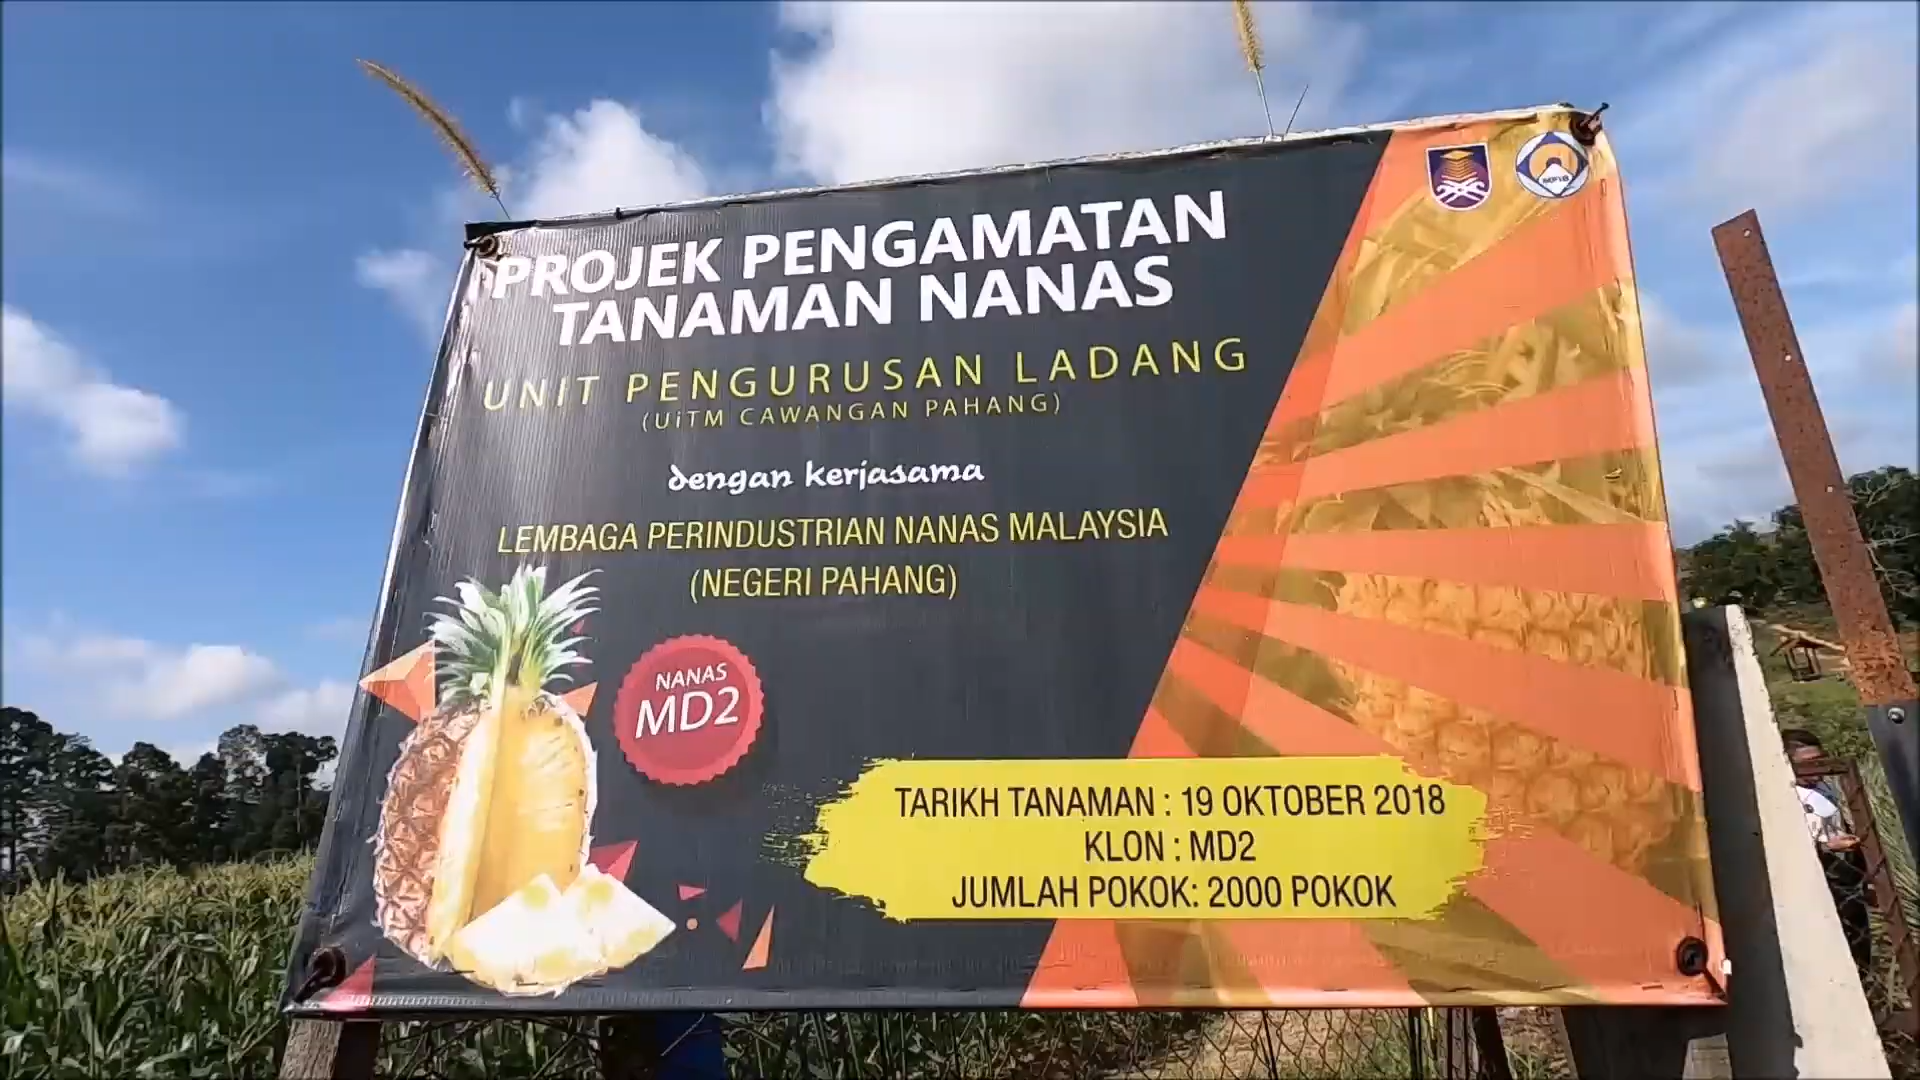 PROJEK PENGAMATAN
TANAMAN NANAS
UNIT PENGURUSAN LADANG
(UiTM CAWANGAN PAHANG)
dengan kerjasama
LEMBAGA PERINDUSTRIAN NANAS MALAYSIA
(NEGERI PAHANG)
NANAS
MD2
TARIKH TANAMAN : 19 OKTOBER 2018
KLON : MD2
JUMLAH POKOK: 2000 POKOK